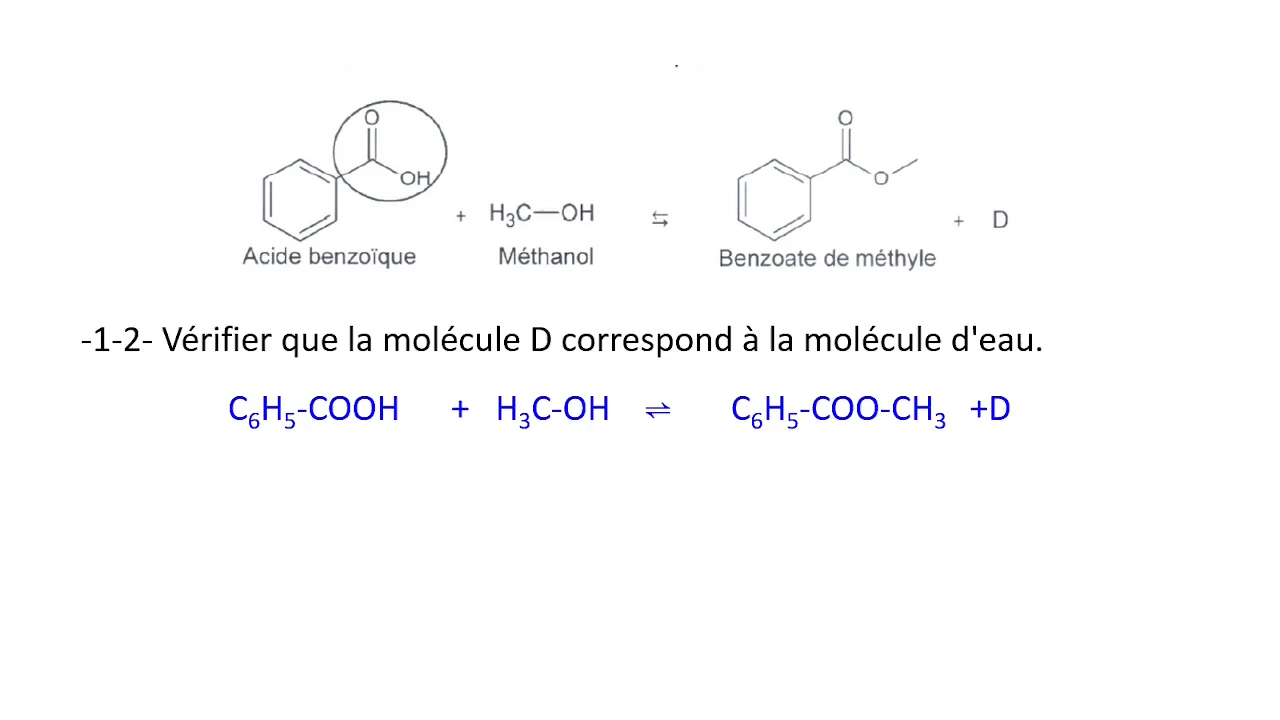 O O
OH O
+ H₃C—OH ⇆ + D
Acide benzoïque Méthanol Benzoate de méthyle
-1-2- Vérifier que la molécule D correspond à la molécule d'eau.
C₆H₅-COOH + H₃C-OH ⇌ C₆H₅-COO-CH₃ +D